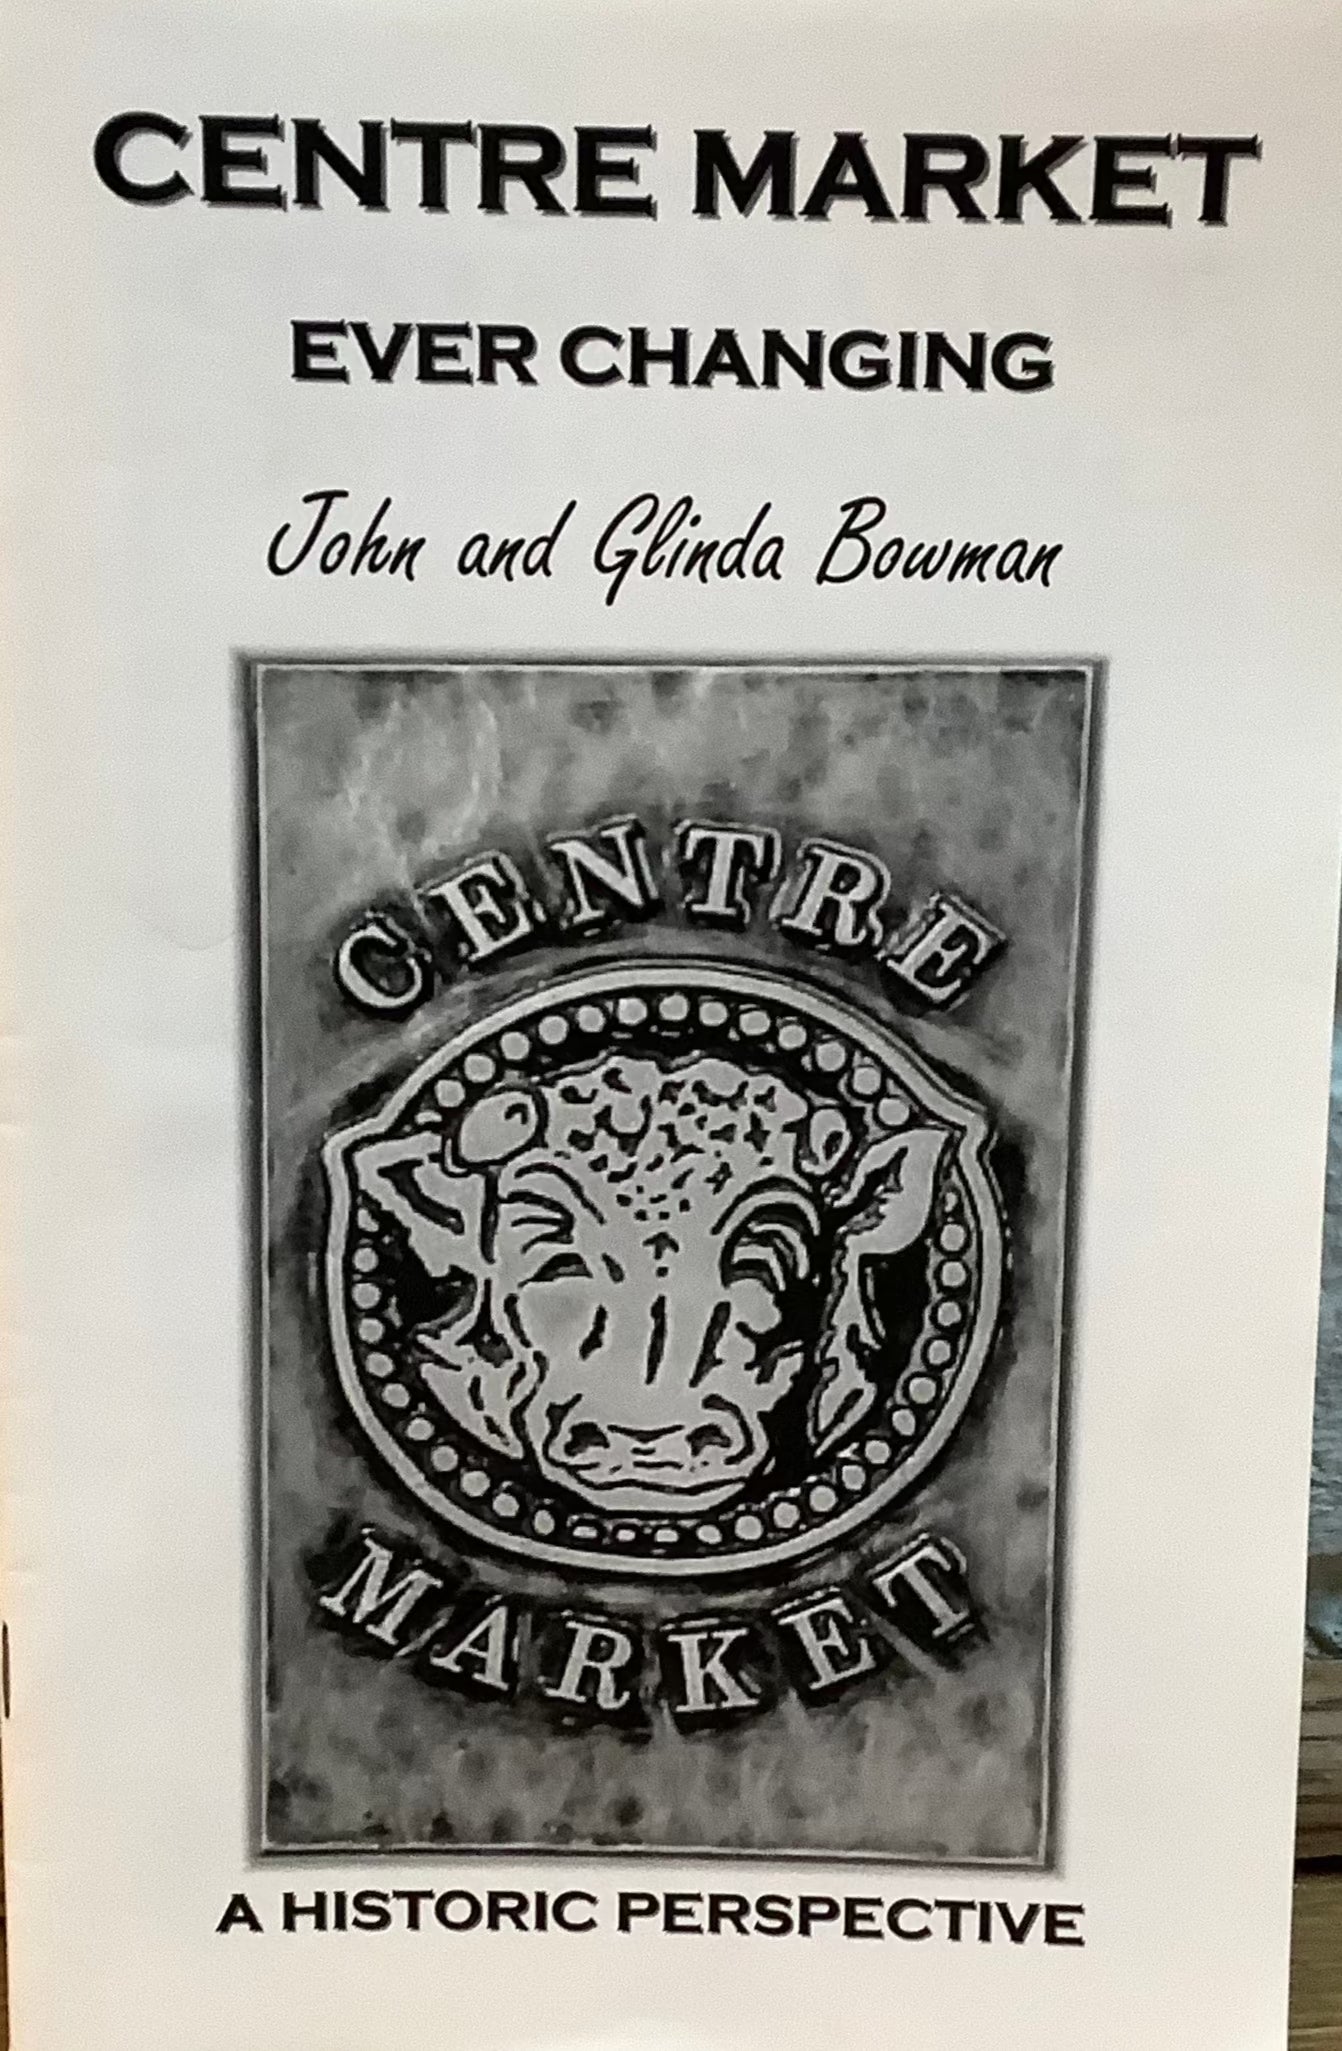 CENTRE MARKET
EVER CHANGING
John and Glinda Bowman
CENTRE
MARKET
A HISTORIC PERSPECTIVE